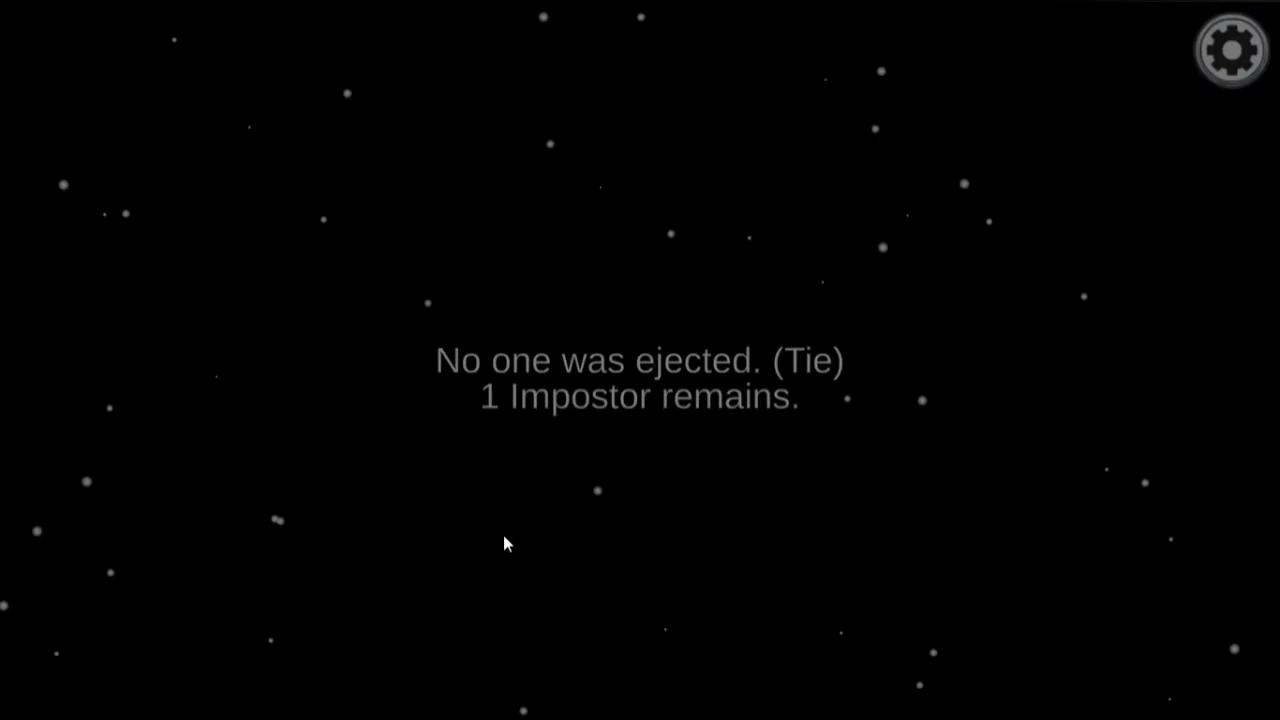 No one was ejected. (Tie)
1 Impostor remains.